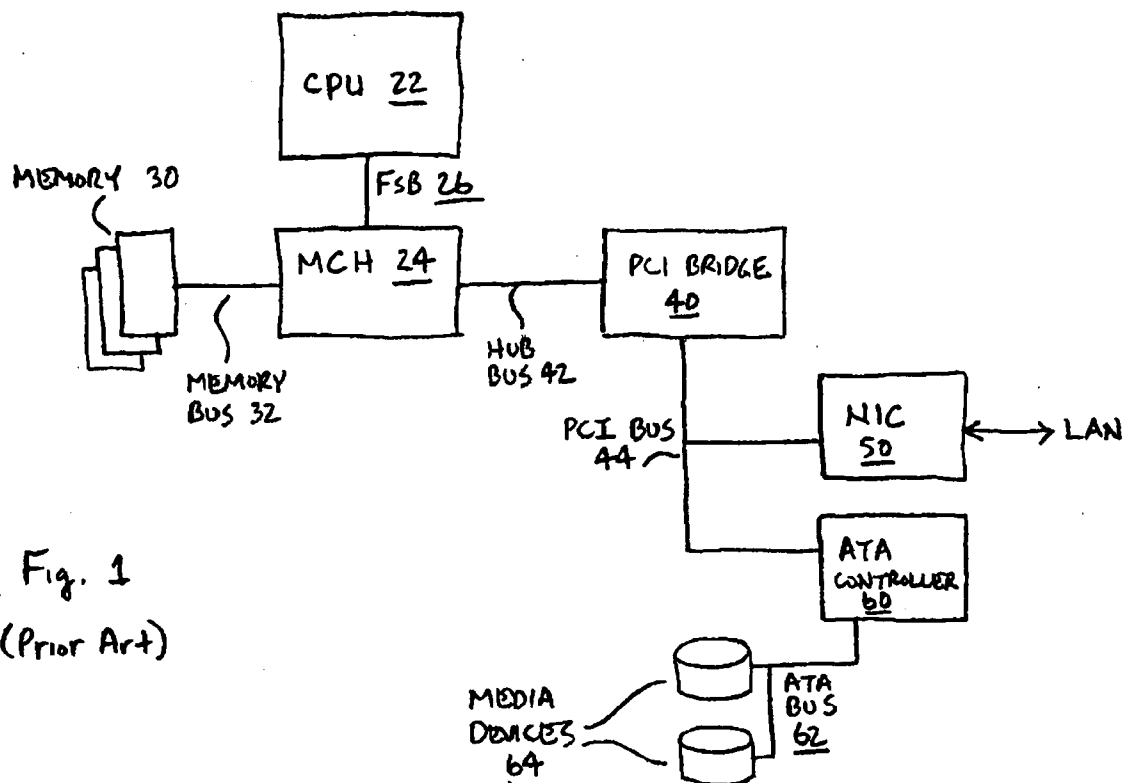 CPU 22
MEMORY 30
FSB 26
MCH 24
PCI BRIDGE
40
MEMORY
BUS 32
HUB
BUS 42
PCI BUS
44
NIC
50
LAN
ATA
CONTROLLER
60
Fig. 1
(Prior Art)
MEDIA
DEVICES
64
ATA
BUS
62